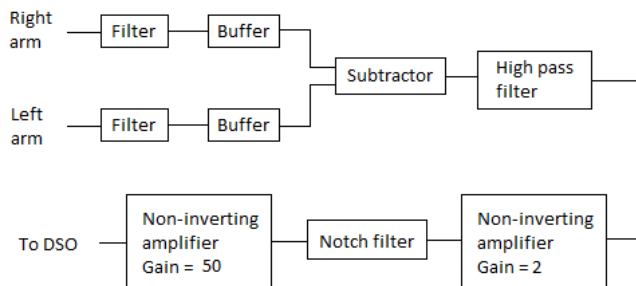 Right
arm
Filter
Buffer
Left
arm
Filter
Buffer
Subtractor
High pass
filter
To DSO
Non-inverting
amplifier
Gain = 50
Notch filter
Non-inverting
amplifier
Gain = 2